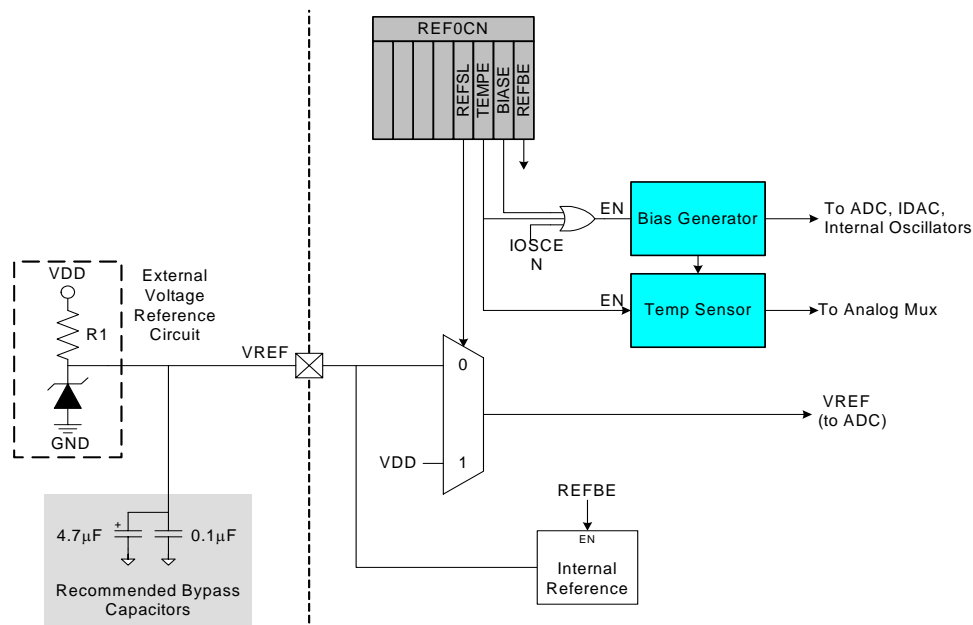 REF0CN
REFSL
TEMPE
BIASE
REFBE
EN
Bias Generator
To ADC, IDAC,
Internal Oscillators
IOSCE
N
EN
Temp Sensor
To Analog Mux
VDD
External
Voltage
Reference
Circuit
R1
GND
VREF
0
VREF
(to ADC)
VDD
1
REFBE
EN
Internal
Reference
+
4.7µF
0.1µF
Recommended Bypass
Capacitors